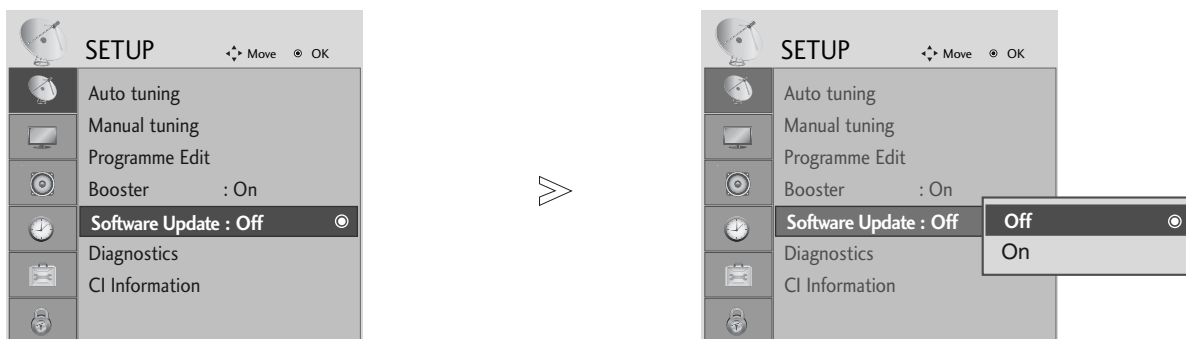 SETUP Move OK
Auto tuning
Manual tuning
Programme Edit
Booster : On
Software Update : Off
Diagnostics
CI Information
SETUP Move OK
Auto tuning
Manual tuning
Programme Edit
Booster : On
Software Update : Off
Diagnostics
CI Information
Off
On